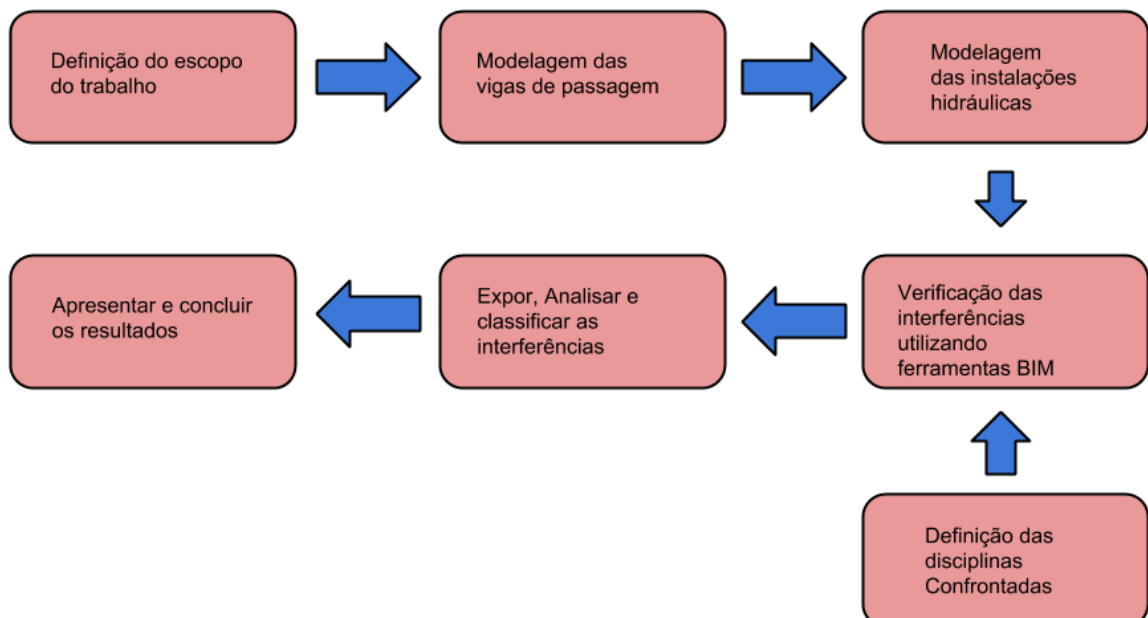 Definição do escopo
do trabalho
Modelagem das
vigas de passagem
Modelagem
das instalações
hidráulicas
Verificação das
interferências
utilizando
ferramentas BIM
Expor, Analisar e
classificar as
interferências
Apresentar e concluir
os resultados
Definição das
disciplinas
Confrontadas